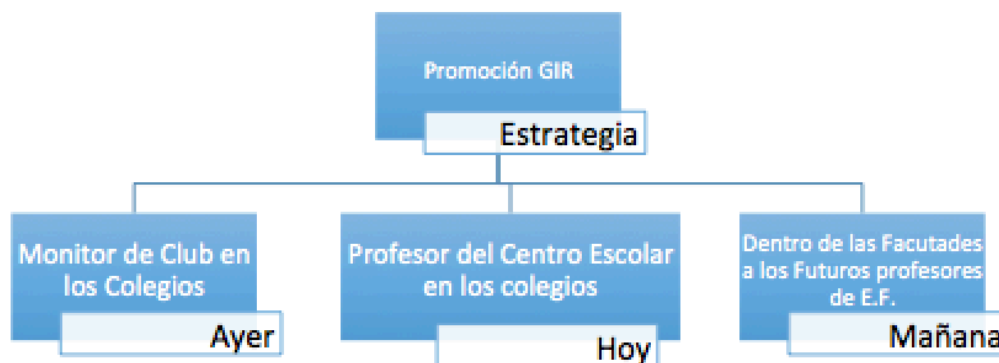 Promoción GIR
Estrategia
Monitor de Club en
los Colegios
Ayer
Profesor del Centro Escolar
en los colegios
Hoy
Dentro de las Facutades
a los Futuros profesores
de E.F.
Mañana